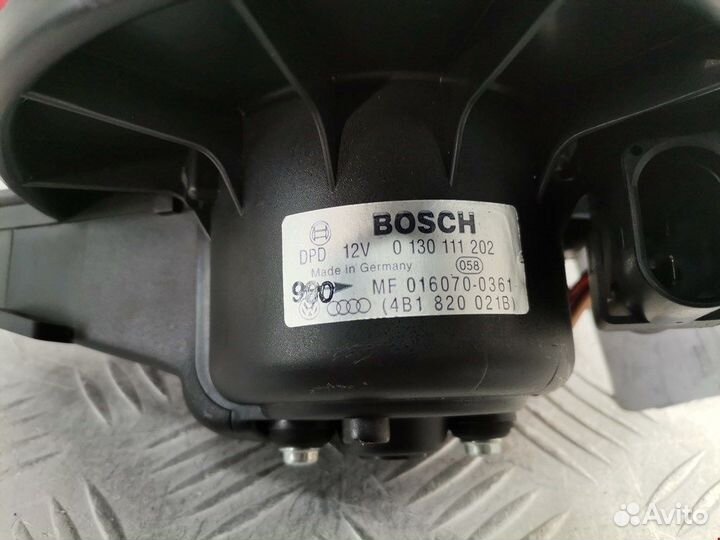 BOSCH
DPD 12V 0 130 111 202
Made in Germany 058
990 MF 016070-0361
(4B1 820 021B)
Avito